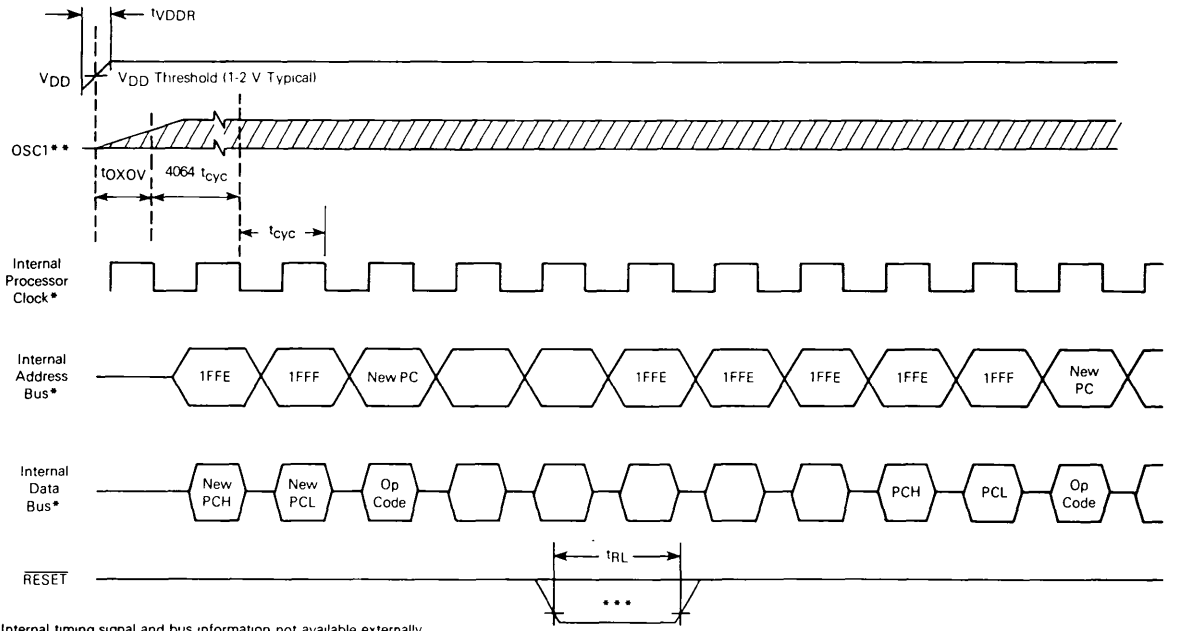 tVDDR
VDD
VDD Threshold (1-2 V Typical)
OSC1**
tOXOV
4064 tcyc
tcyc
Internal
Processor
Clock*
Internal
Address
Bus*
1FFE
1FFF
New PC
1FFE
1FFE
1FFE
1FFE
1FFF
New
PC
Internal
Data
Bus*
New
PCH
New
PCL
Op
Code
PCH
PCL
Op
Code
tRL
RESET
***
Internal timing signal and bus information not available externally